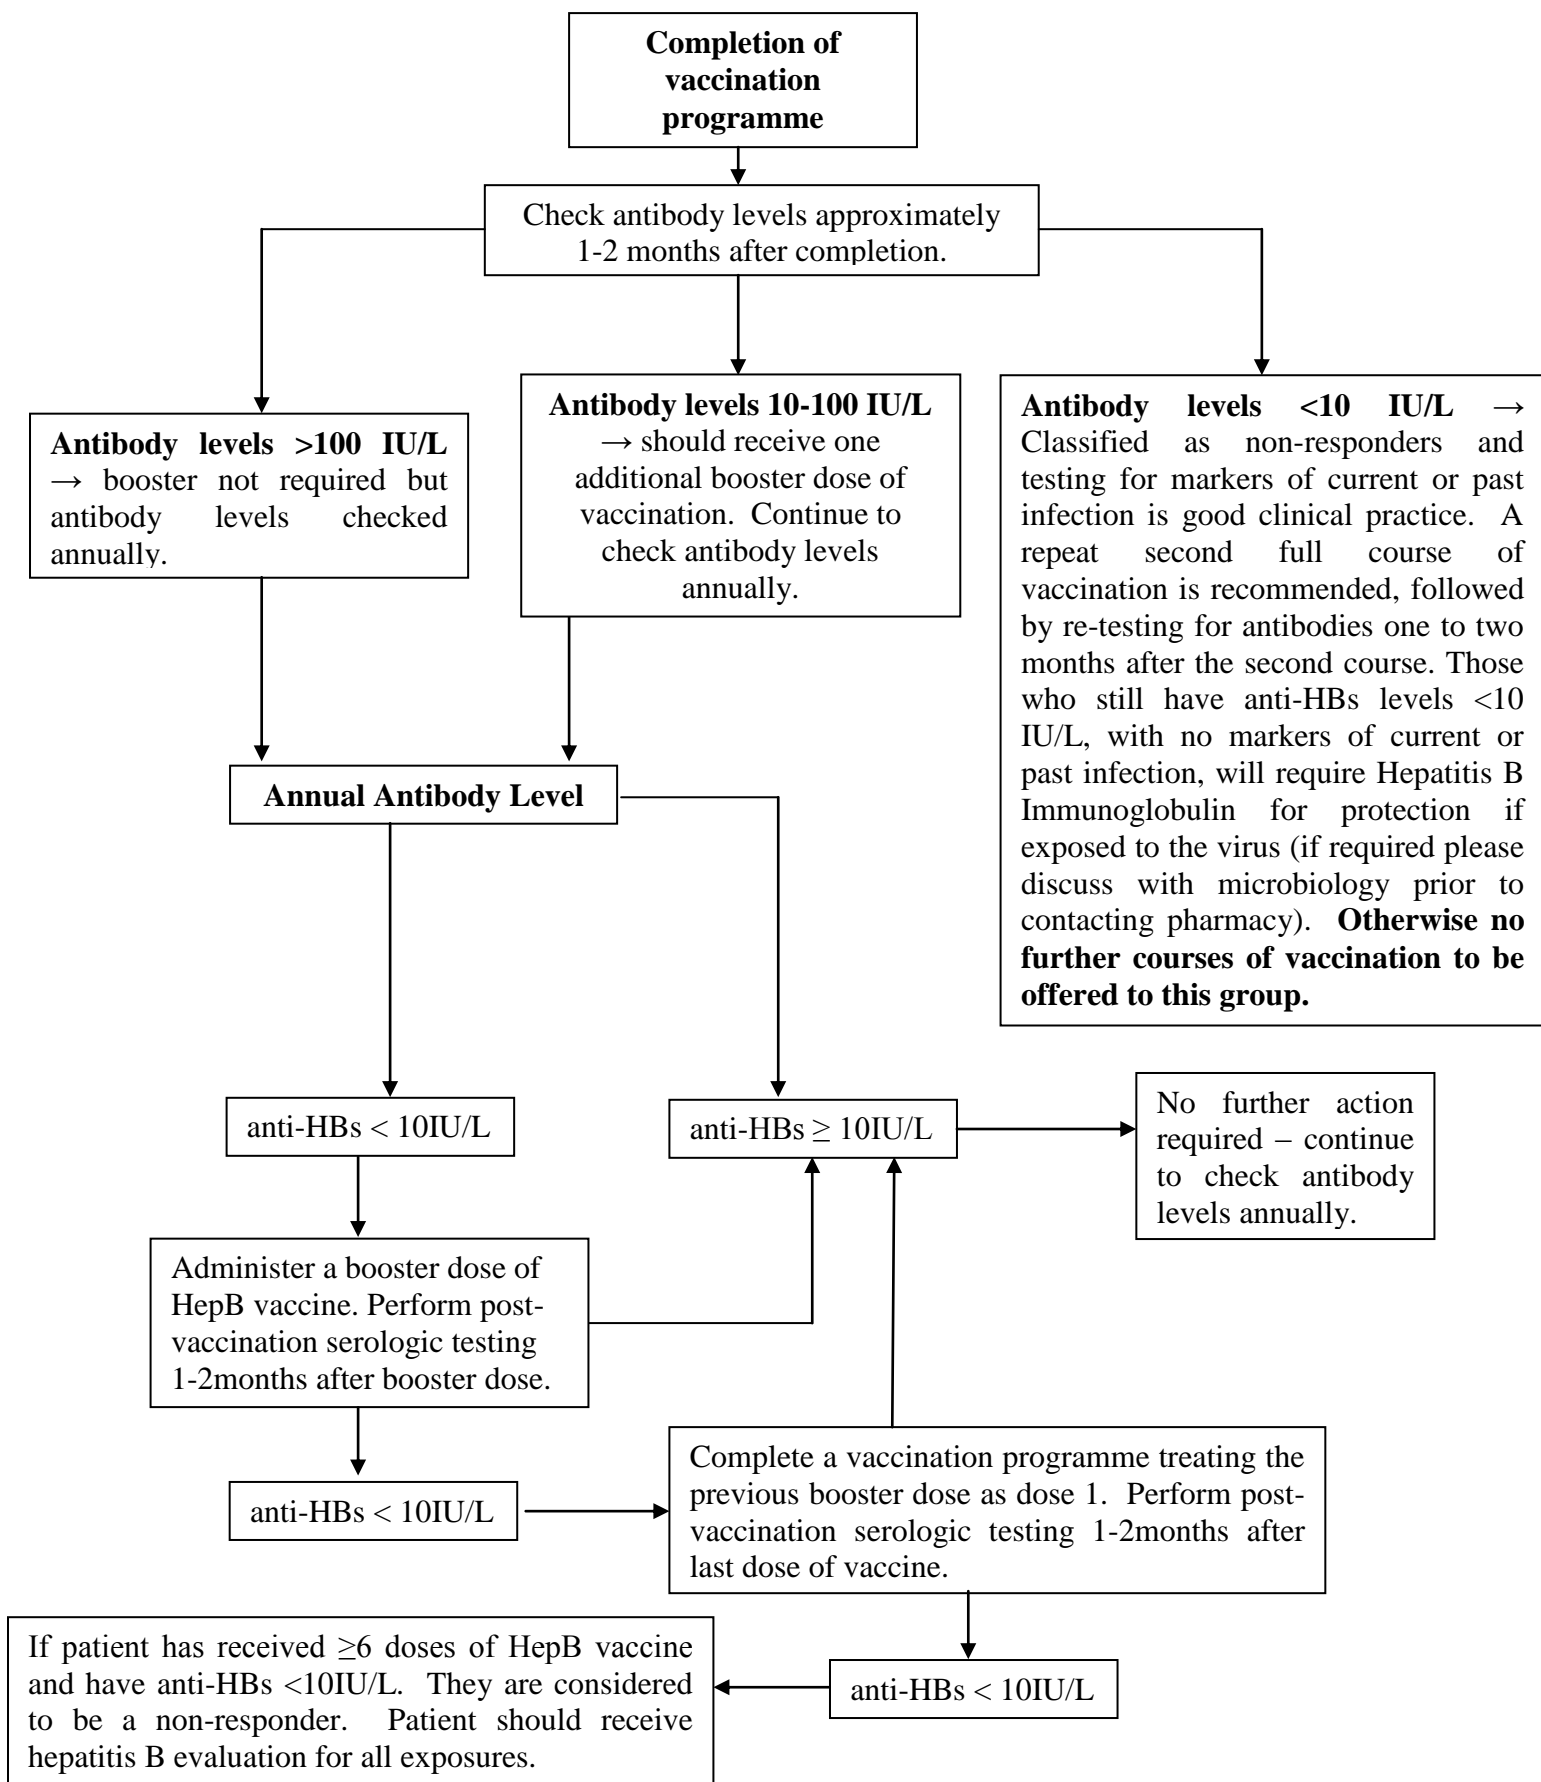 Completion of
vaccination
programme
Check antibody levels approximately
1-2 months after completion.
Antibody levels >100 IU/L
→ booster not required but
antibody levels checked
annually.
Antibody levels 10-100 IU/L
→ should receive one
additional booster dose of
vaccination. Continue to
check antibody levels
annually.
Antibody levels <10 IU/L →
Classified as non-responders and
testing for markers of current or past
infection is good clinical practice. A
repeat second full course of
vaccination is recommended, followed
by re-testing for antibodies one to two
months after the second course. Those
who still have anti-HBs levels <10
IU/L, with no markers of current or
past infection, will require Hepatitis B
Immunoglobulin for protection if
exposed to the virus (if required please
discuss with microbiology prior to
contacting pharmacy). Otherwise no
further courses of vaccination to be
offered to this group.
Annual Antibody Level
anti-HBs < 10IU/L
anti-HBs ≥ 10IU/L
No further action
required – continue
to check antibody
levels annually.
Administer a booster dose of
HepB vaccine. Perform post-
vaccination serologic testing
1-2months after booster dose.
anti-HBs < 10IU/L
Complete a vaccination programme treating the
previous booster dose as dose 1. Perform post-
vaccination serologic testing 1-2months after
last dose of vaccine.
If patient has received ≥6 doses of HepB vaccine
and have anti-HBs <10IU/L. They are considered
to be a non-responder. Patient should receive
hepatitis B evaluation for all exposures.
anti-HBs < 10IU/L